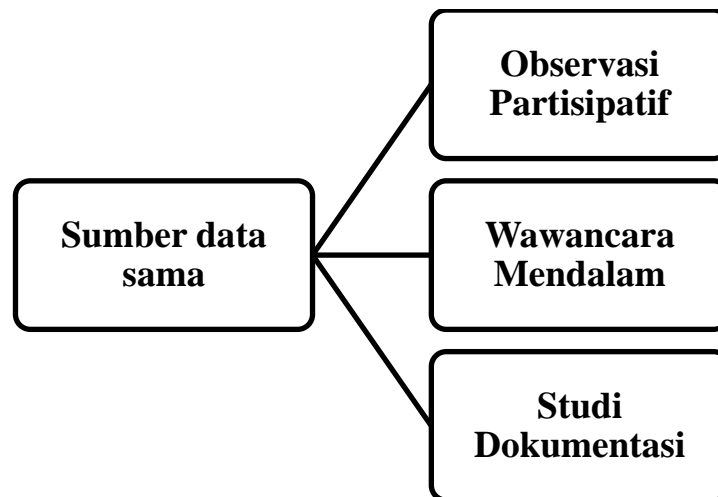 Observasi
Partisipatif
Sumber data
sama
Wawancara
Mendalam
Studi
Dokumentasi